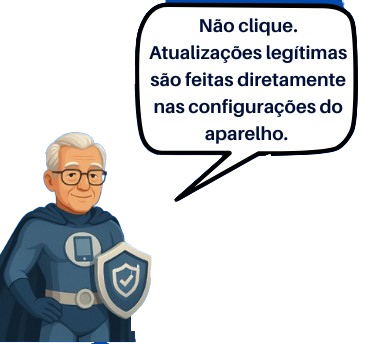 Não clique.
Atualizações legítimas
são feitas diretamente
nas configurações do
aparelho.